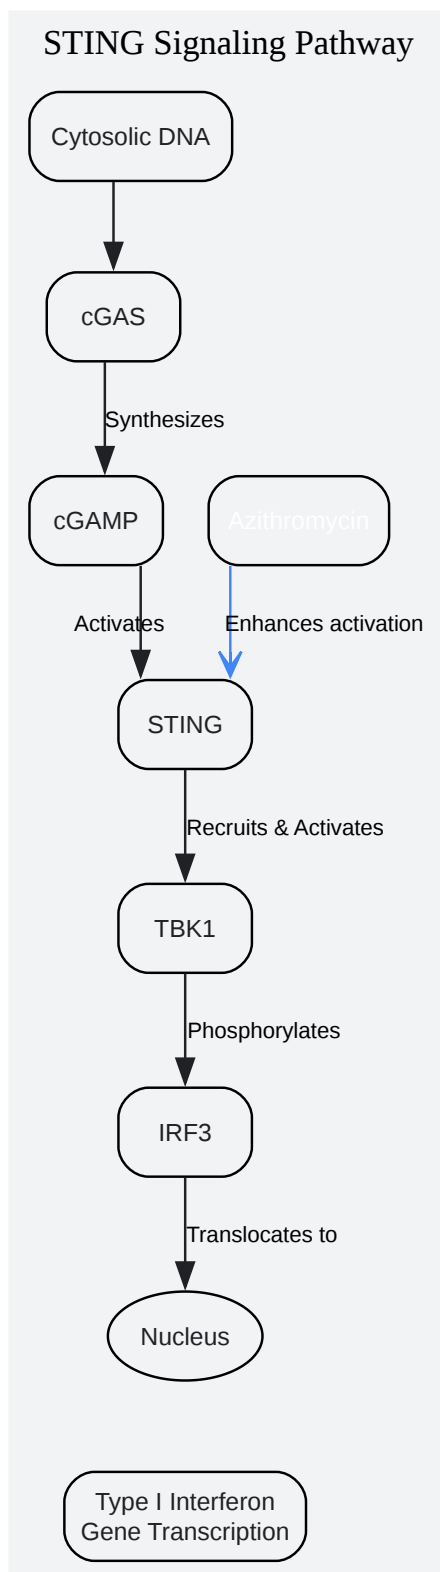 STING Signaling Pathway
Cytosolic DNA
cGAS
Synthesizes
cGAMP
Azithromycin
Activates
Enhances activation
STING
Recruits & Activates
TBK1
Phosphorylates
IRF3
Translocates to
Nucleus
Type I Interferon
Gene Transcription